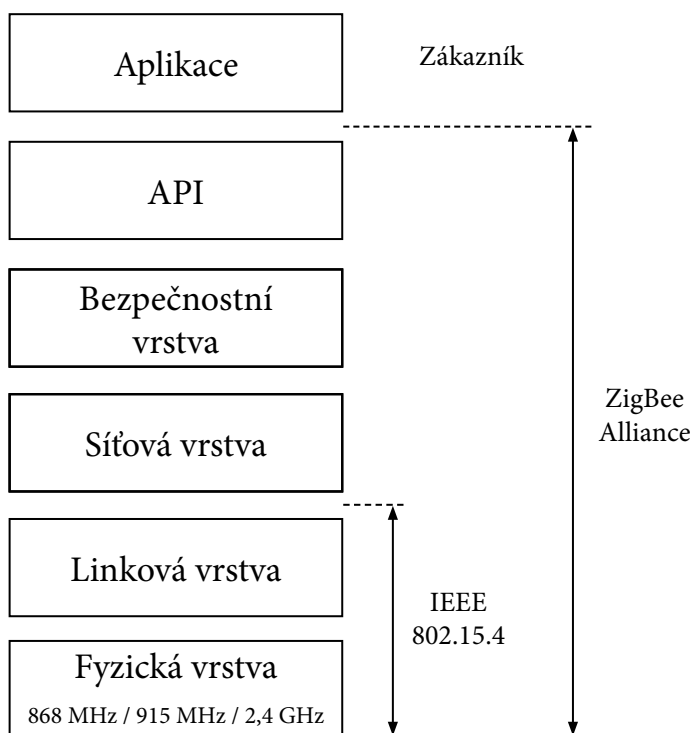 Aplikace
Zákazník
API
Bezpečnostní
vrstva
ZigBee
Alliance
Síťová vrstva
Linková vrstva
IEEE
802.15.4
Fyzická vrstva
868 MHz / 915 MHz / 2,4 GHz